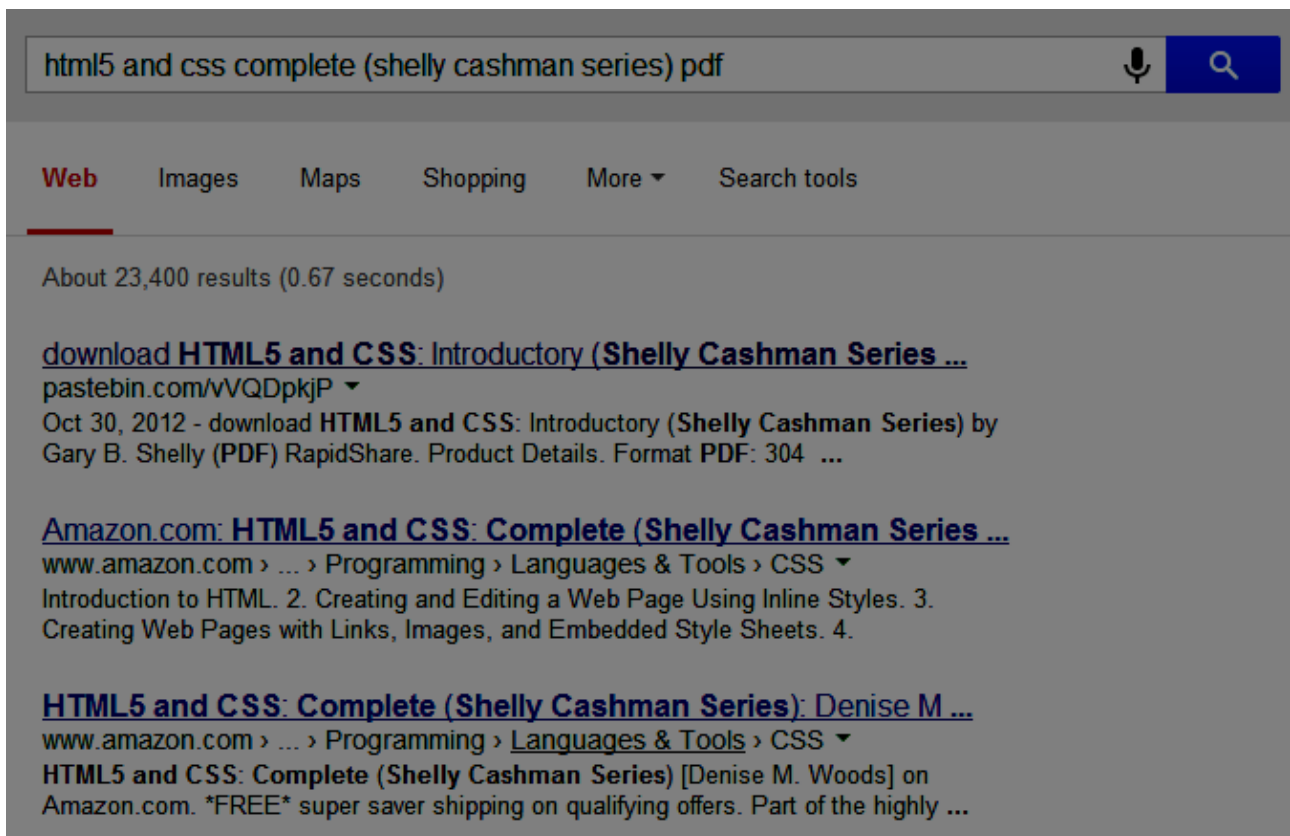 html5 and css complete (shelly cashman series) pdf
Web Images Maps Shopping More Search tools
About 23,400 results (0.67 seconds)
download HTML5 and CSS: Introductory (Shelly Cashman Series ...
pastebin.com/vVQDpkjP
Oct 30, 2012 - download HTML5 and CSS: Introductory (Shelly Cashman Series) by
Gary B. Shelly (PDF) RapidShare. Product Details. Format PDF: 304 ...
Amazon.com: HTML5 and CSS: Complete (Shelly Cashman Series ...
www.amazon.com › ... › Programming › Languages & Tools › CSS
Introduction to HTML. 2. Creating and Editing a Web Page Using Inline Styles. 3.
Creating Web Pages with Links, Images, and Embedded Style Sheets. 4.
HTML5 and CSS: Complete (Shelly Cashman Series): Denise M ...
www.amazon.com › ... › Programming › Languages & Tools › CSS
HTML5 and CSS: Complete (Shelly Cashman Series) [Denise M. Woods] on
Amazon.com. *FREE* super saver shipping on qualifying offers. Part of the highly ...